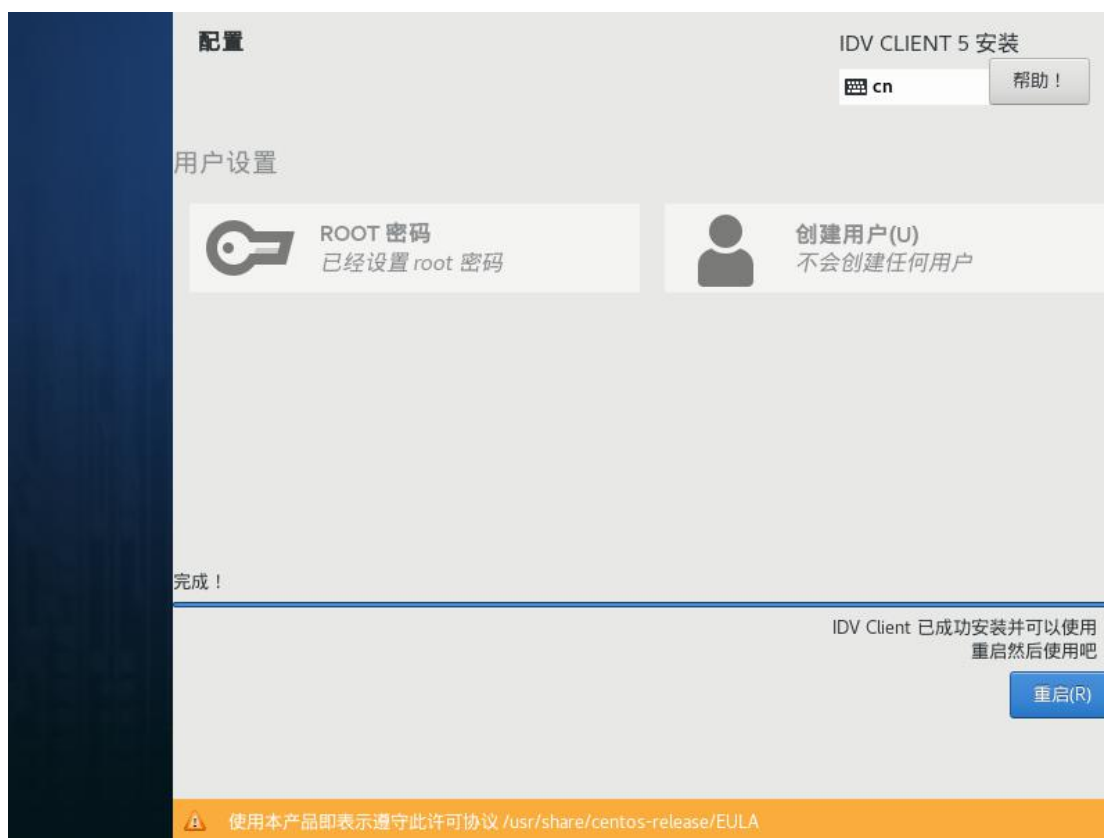 配置
IDV CLIENT 5 安装
cn
帮助！
用户设置
ROOT 密码
已经设置 root 密码
创建用户(U)
不会创建任何用户
完成！
IDV Client 已成功安装并可以使用
重启然后使用吧
重启(R)
使用本产品即表示遵守此许可协议 /usr/share/centos-release/EULA